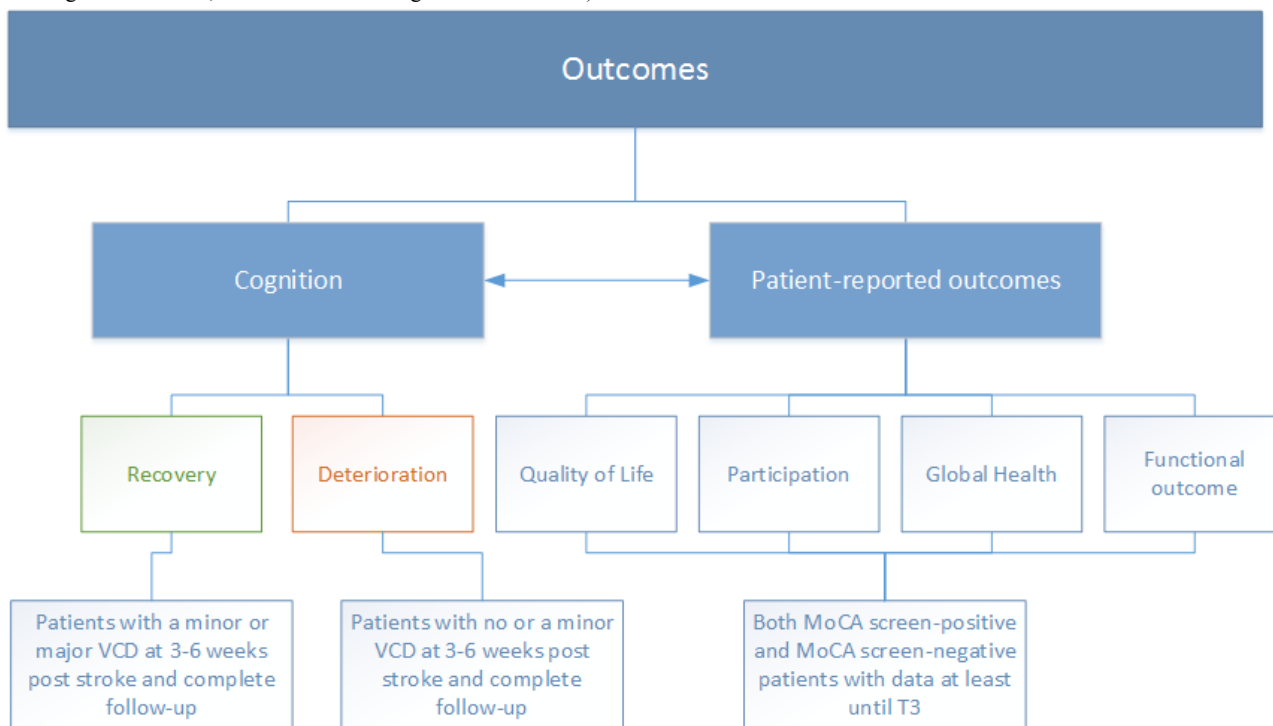 Outcomes
Cognition
Patient-reported outcomes
Recovery
Deterioration
Quality of Life
Participation
Global Health
Functional
outcome
Patients with a minor or
major VCD at 3-6 weeks
post stroke and complete
follow-up
Patients with no or a minor
VCD at 3-6 weeks post
stroke and complete
follow-up
Both MoCA screen-positive
and MoCA screen-negative
patients with data at least
until T3